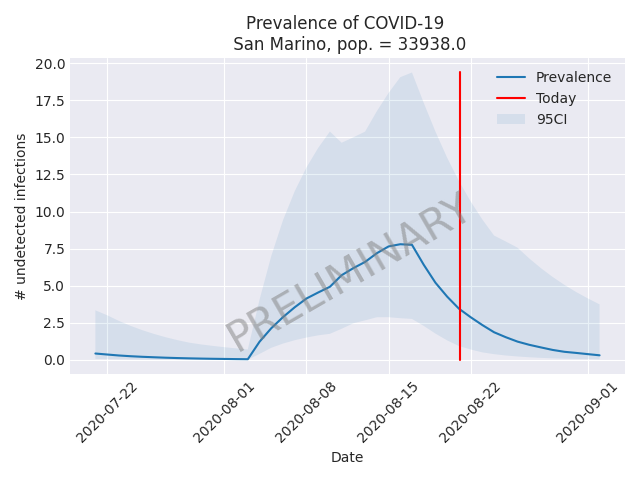 Prevalence of COVID-19
San Marino, pop. = 33938.0
20.0
17.5
15.0
12.5
10.0
7.5
5.0
2.5
0.0
# undetected infections
Prevalence
Today
95CI
PRELIMINARY
2020-07-22
2020-08-01
2020-08-08
2020-08-15
2020-08-22
2020-09-01
Date